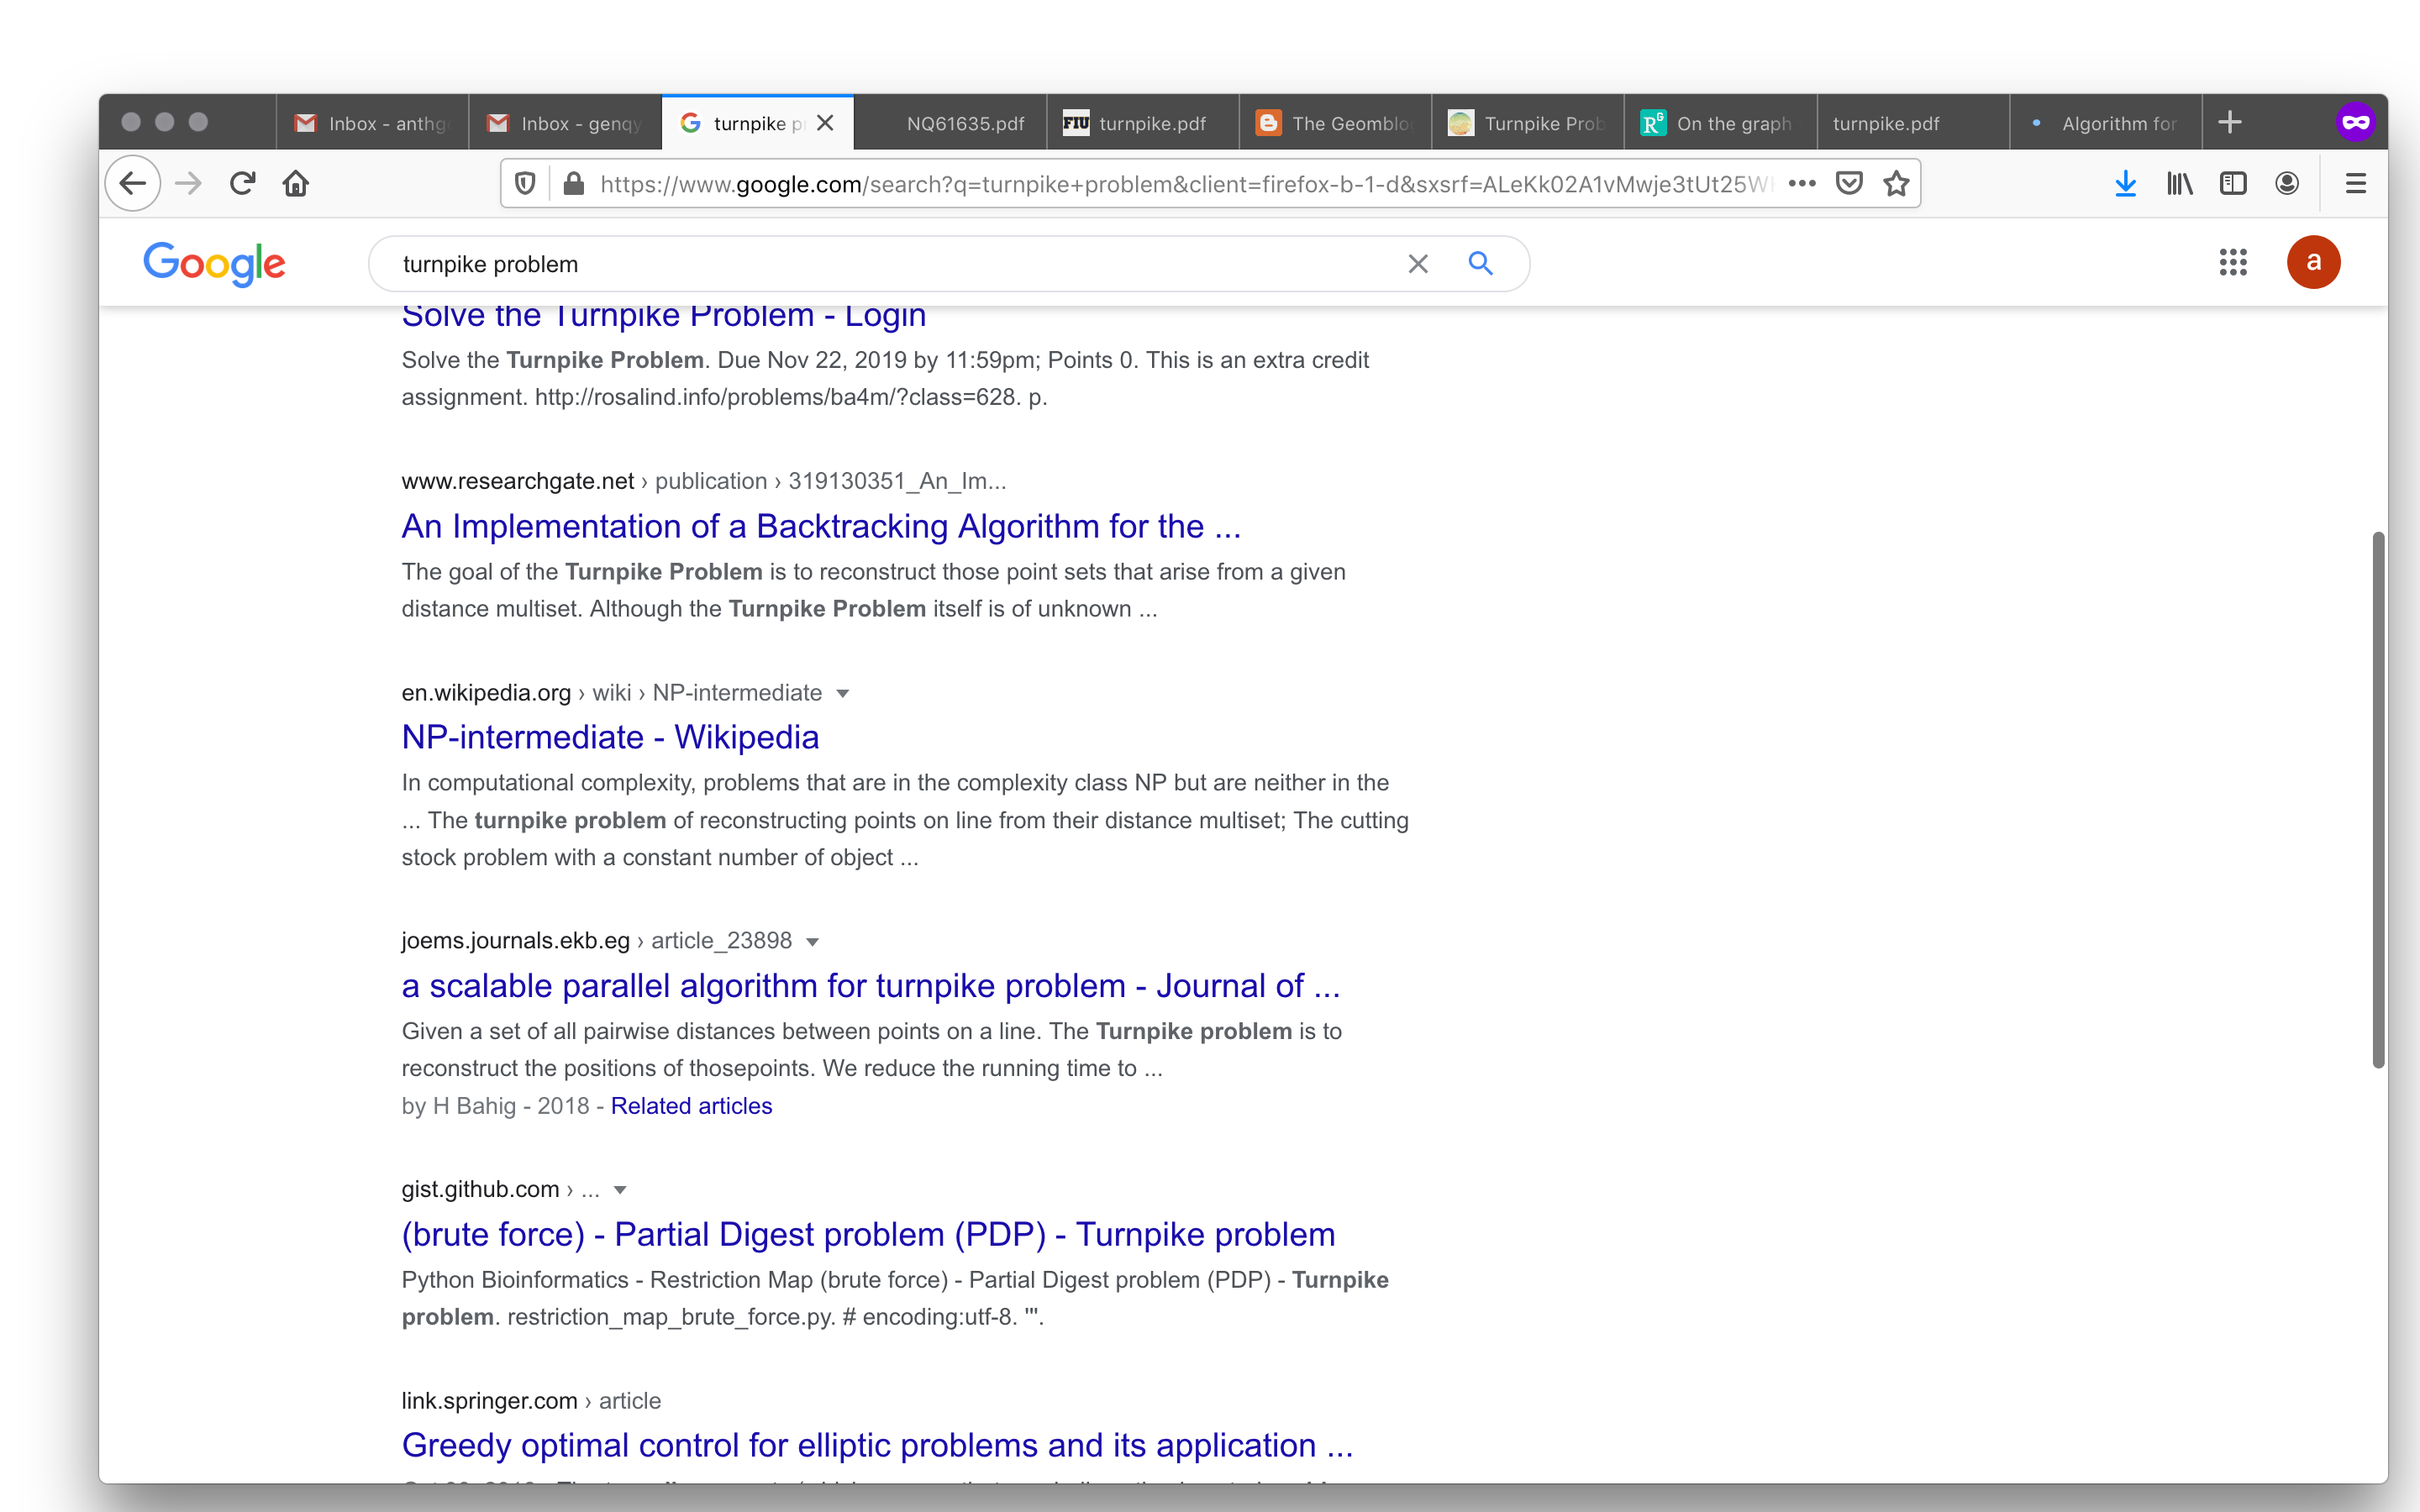 Inbox - anthg
Inbox - genqy
turnpike p
NQ61635.pdf
FIU turnpike.pdf
The Geomblo
Turnpike Prob
RG On the graph
turnpike.pdf
Algorithm for
https://www.google.com/search?q=turnpike+problem&client=firefox-b-1-d&sxsrf=ALeKk02A1vMwje3tUt25W
Google
turnpike problem
a
Solve the Turnpike Problem - Login
Solve the Turnpike Problem. Due Nov 22, 2019 by 11:59pm; Points 0. This is an extra credit
assignment. http://rosalind.info/problems/ba4m/?class=628. p.
www.researchgate.net › publication › 319130351_An_Im...
An Implementation of a Backtracking Algorithm for the ...
The goal of the Turnpike Problem is to reconstruct those point sets that arise from a given
distance multiset. Although the Turnpike Problem itself is of unknown ...
en.wikipedia.org › wiki › NP-intermediate
NP-intermediate - Wikipedia
In computational complexity, problems that are in the complexity class NP but are neither in the
... The turnpike problem of reconstructing points on line from their distance multiset; The cutting
stock problem with a constant number of object ...
joems.journals.ekb.eg › article_23898
a scalable parallel algorithm for turnpike problem - Journal of ...
Given a set of all pairwise distances between points on a line. The Turnpike problem is to
reconstruct the positions of thosepoints. We reduce the running time to ...
by H Bahig - 2018 - Related articles
gist.github.com › ...
(brute force) - Partial Digest problem (PDP) - Turnpike problem
Python Bioinformatics - Restriction Map (brute force) - Partial Digest problem (PDP) - Turnpike
problem. restriction_map_brute_force.py. # encoding:utf-8. '''.
link.springer.com › article
Greedy optimal control for elliptic problems and its application ...